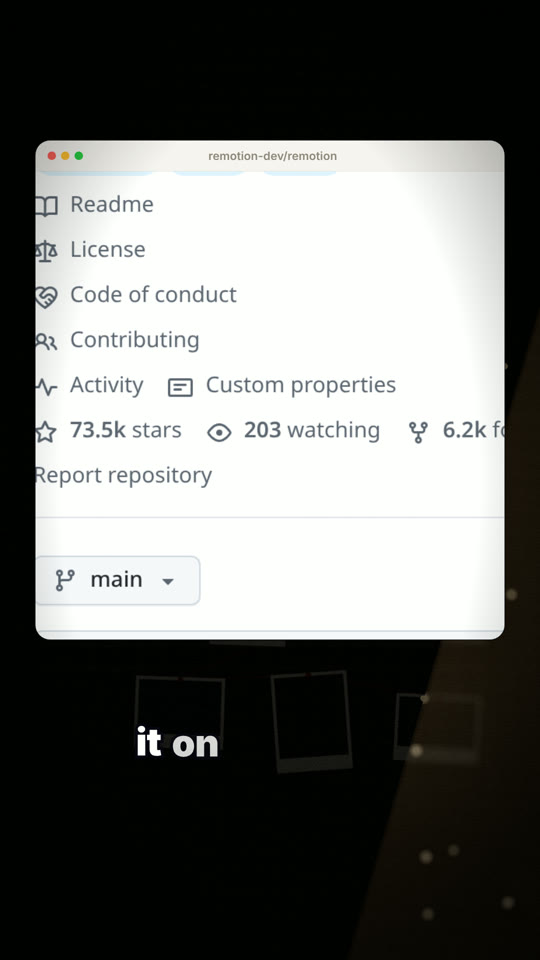 remotion-dev/remotion
Readme
License
Code of conduct
Contributing
Activity Custom properties
73.5k stars 203 watching 6.2k fo
Report repository
main
it on